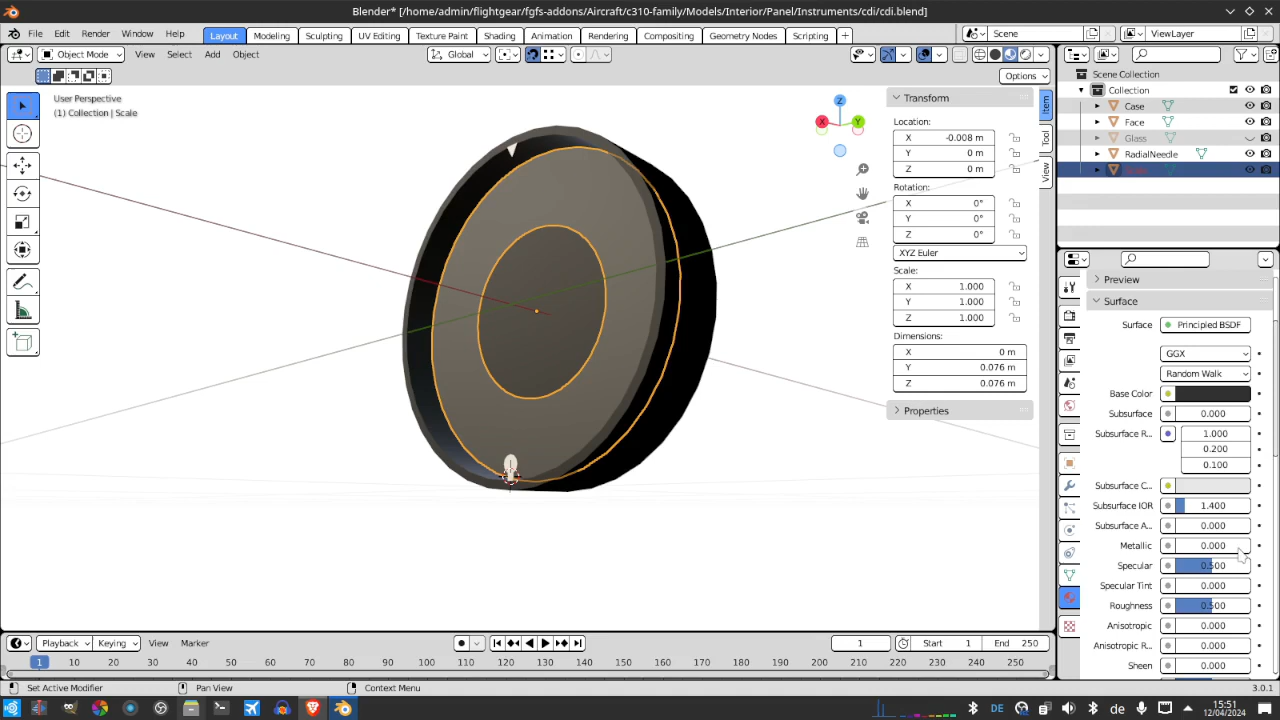 Blender* [/home/admin/flightgear/fgfs-addons/Aircraft/c310-family/Models/Interior/Panel/Instruments/cdi/cdi.blend]
File Edit Render Window Help Layout Modeling Sculpting UV Editing Texture Paint Shading Animation Rendering Compositing Geometry Nodes Scripting + Scene ViewLayer
Object Mode View Select Add Object Global
Options
User Perspective
(1) Collection | Scale
X Y Z
Transform
Location:
X -0.008 m
Y 0 m
Z 0 m
Rotation:
X 0°
Y 0°
Z 0°
XYZ Euler
Scale:
X 1.000
Y 1.000
Z 1.000
Dimensions:
X 0 m
Y 0.076 m
Z 0.076 m
Properties
Item
Tool
View
Scene Collection
Collection
Case
Face
Glass
RadialNeedle
Preview
Surface
Surface Principled BSDF
GGX
Random Walk
Base Color
Subsurface 0.000
Subsurface R... 1.000
0.200
0.100
Subsurface C...
Subsurface IOR 1.400
Subsurface A... 0.000
Metallic 0.000
Specular 0.500
Specular Tint 0.000
Roughness 0.500
Anisotropic 0.000
Anisotropic R... 0.000
Sheen 0.000
Playback Keying View Marker 1 Start 1 End 250
1 10 20 30 40 50 60 70 80 90 100 110 120 130 140 150 160 170 180 190 200 210 220 230 240 250
Set Active Modifier Pan View Context Menu 3.0.1
DE de 15:51
12/04/2024